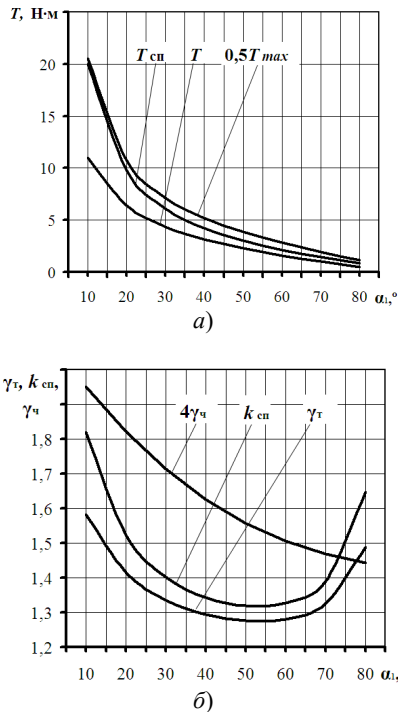 T, Н·м
T сп T 0,5T max
20
15
10
5
0
10 20 30 40 50 60 70 80 α₁,°
а)
γт, k сп,
γч
4γч k сп γт
1,8
1,7
1,6
1,5
1,4
1,3
1,2
10 20 30 40 50 60 70 80 α₁,
б)